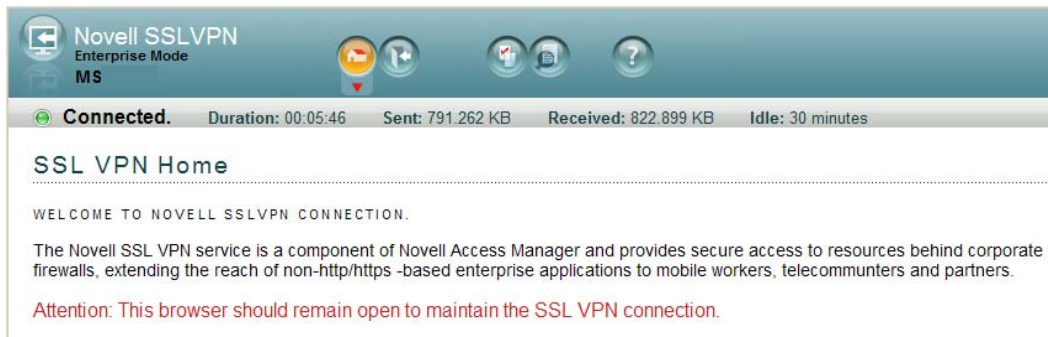 Novell SSLVPN
Enterprise Mode
MS
?
Connected. Duration: 00:05:46 Sent: 791.262 KB Received: 822.899 KB Idle: 30 minutes
SSL VPN Home
WELCOME TO NOVELL SSLVPN CONNECTION.
The Novell SSL VPN service is a component of Novell Access Manager and provides secure access to resources behind corporate
firewalls, extending the reach of non-http/https -based enterprise applications to mobile workers, telecommunters and partners.
Attention: This browser should remain open to maintain the SSL VPN connection.